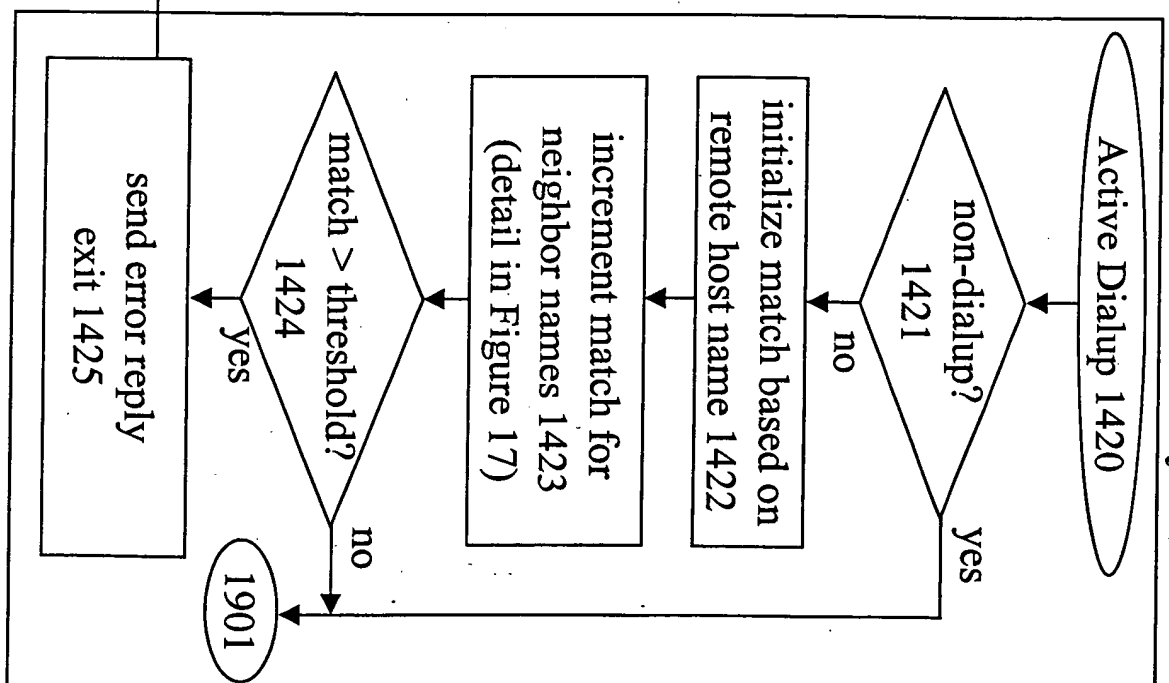 Active Dialup 1420
non-dialup?
1421
yes
no
initialize match based on
remote host name 1422
increment match for
neighbor names 1423
(detail in Figure 17)
match > threshold?
1424
no
yes
1901
send error reply
exit 1425